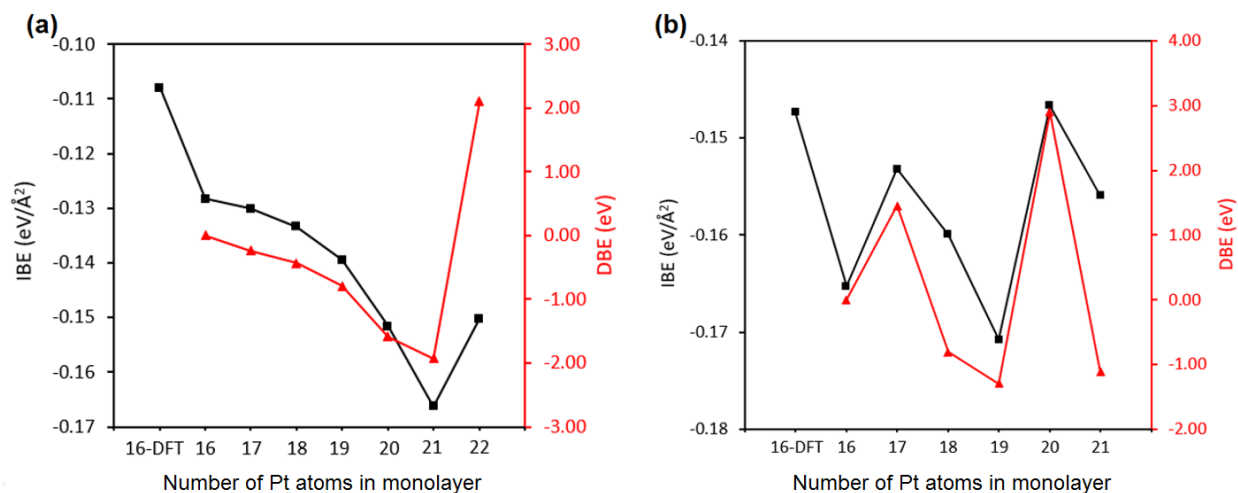 (a)
-0.10
-0.11
-0.12
-0.13
-0.14
-0.15
-0.16
-0.17
IBE (eV/Å²)
3.00
2.00
1.00
0.00
-1.00
-2.00
-3.00
DBE (eV)
16-DFT 16 17 18 19 20 21 22
Number of Pt atoms in monolayer
(b)
-0.14
-0.15
-0.16
-0.17
-0.18
IBE (eV/Å²)
4.00
3.00
2.00
1.00
0.00
-1.00
-2.00
DBE (eV)
16-DFT 16 17 18 19 20 21
Number of Pt atoms in monolayer